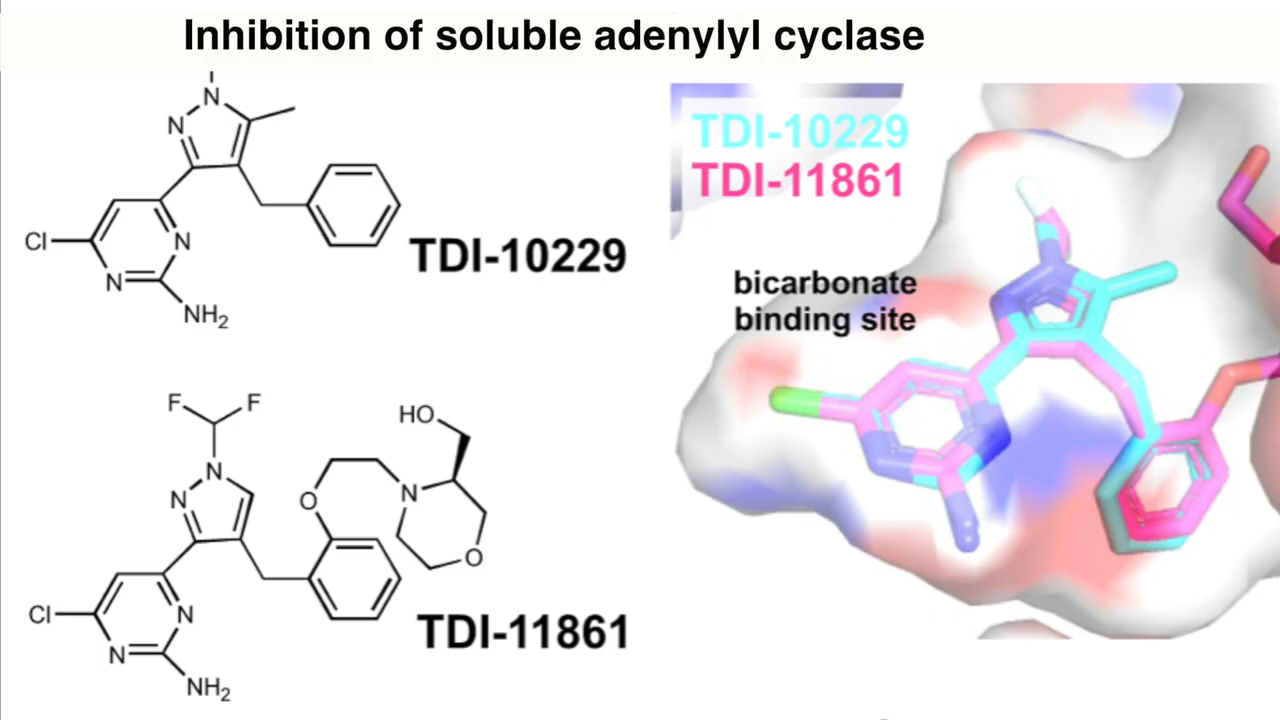 Inhibition of soluble adenylyl cyclase
N
N
Cl
N
N
NH2
TDI-10229
F
F
HO
N
N
O
N
O
Cl
N
N
NH2
TDI-11861
TDI-10229
TDI-11861
bicarbonate
binding site